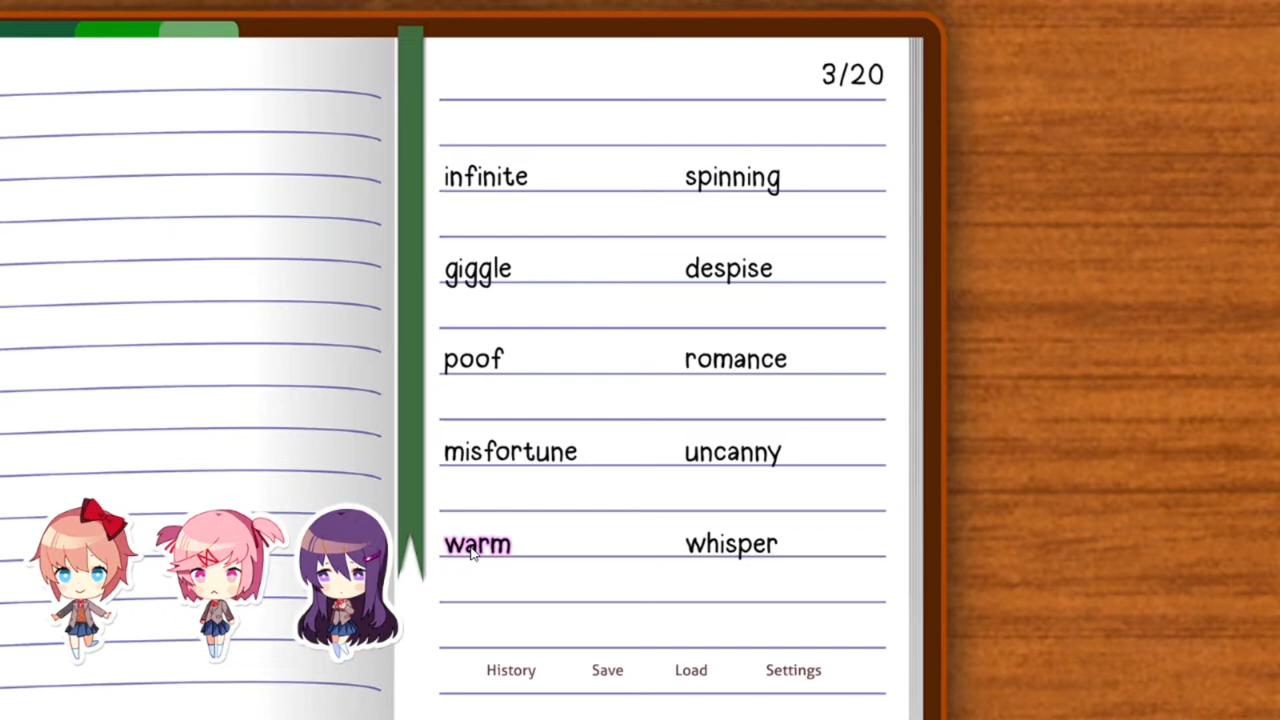 3/20
infinite spinning
giggle despise
poof romance
misfortune uncanny
warm whisper
History Save Load Settings